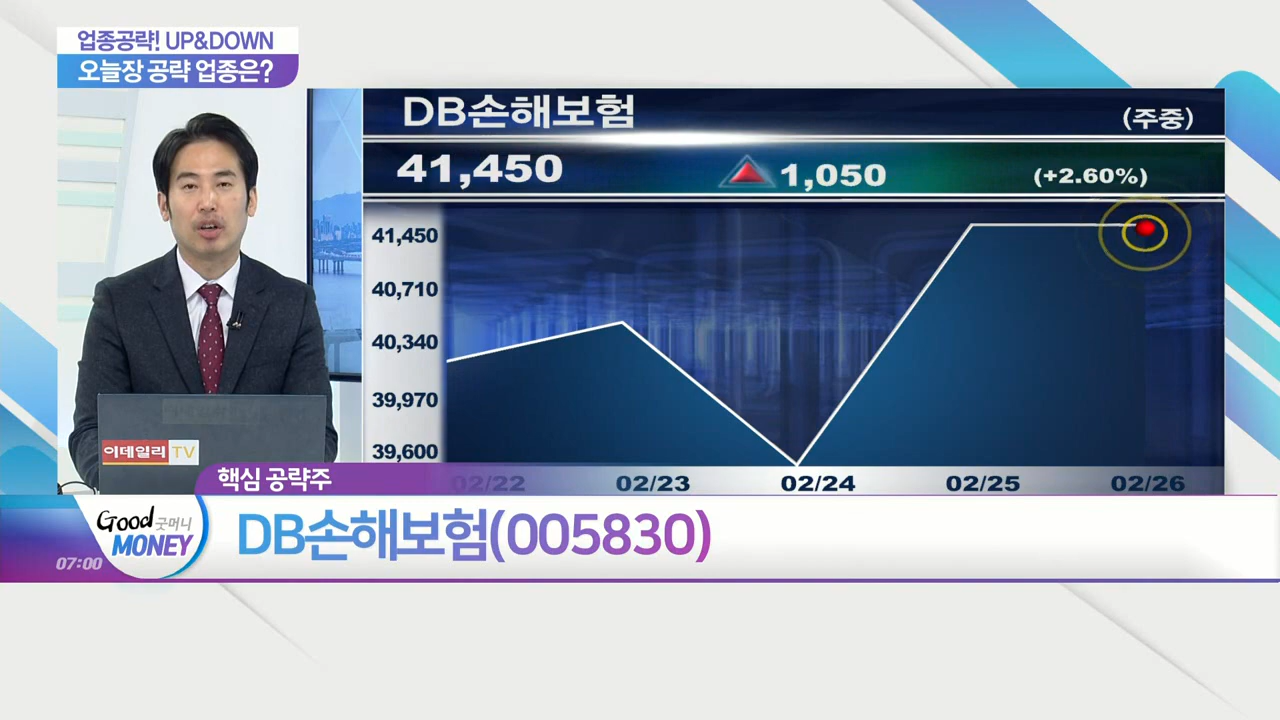 업종공략! UP&DOWN
오늘장 공략 업종은?
DB손해보험
(주중)
41,450
1,050
(+2.60%)
41,450
40,710
40,340
39,970
39,600
02/22
02/23
02/24
02/25
02/26
이데일리 TV
핵심 공략주
Good 굿머니
MONEY
DB손해보험(005830)
07:00